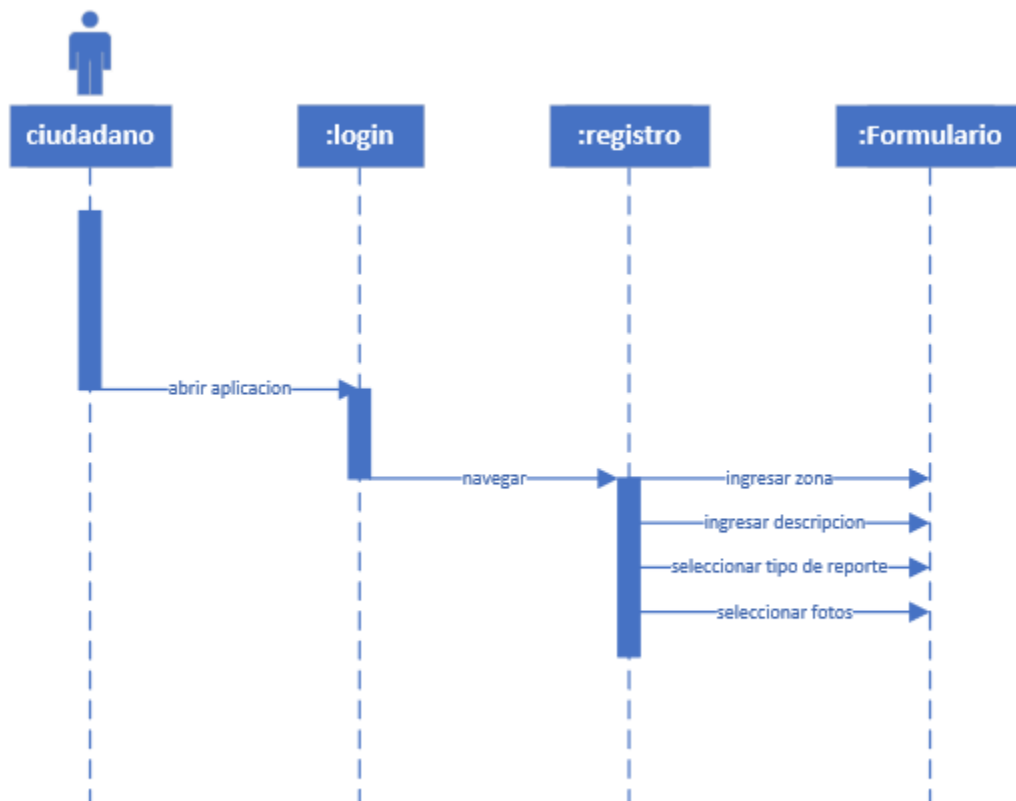 ciudadano
:login
:registro
:Formulario
abrir aplicacion
navegar
ingresar zona
ingresar descripcion
seleccionar tipo de reporte
seleccionar fotos